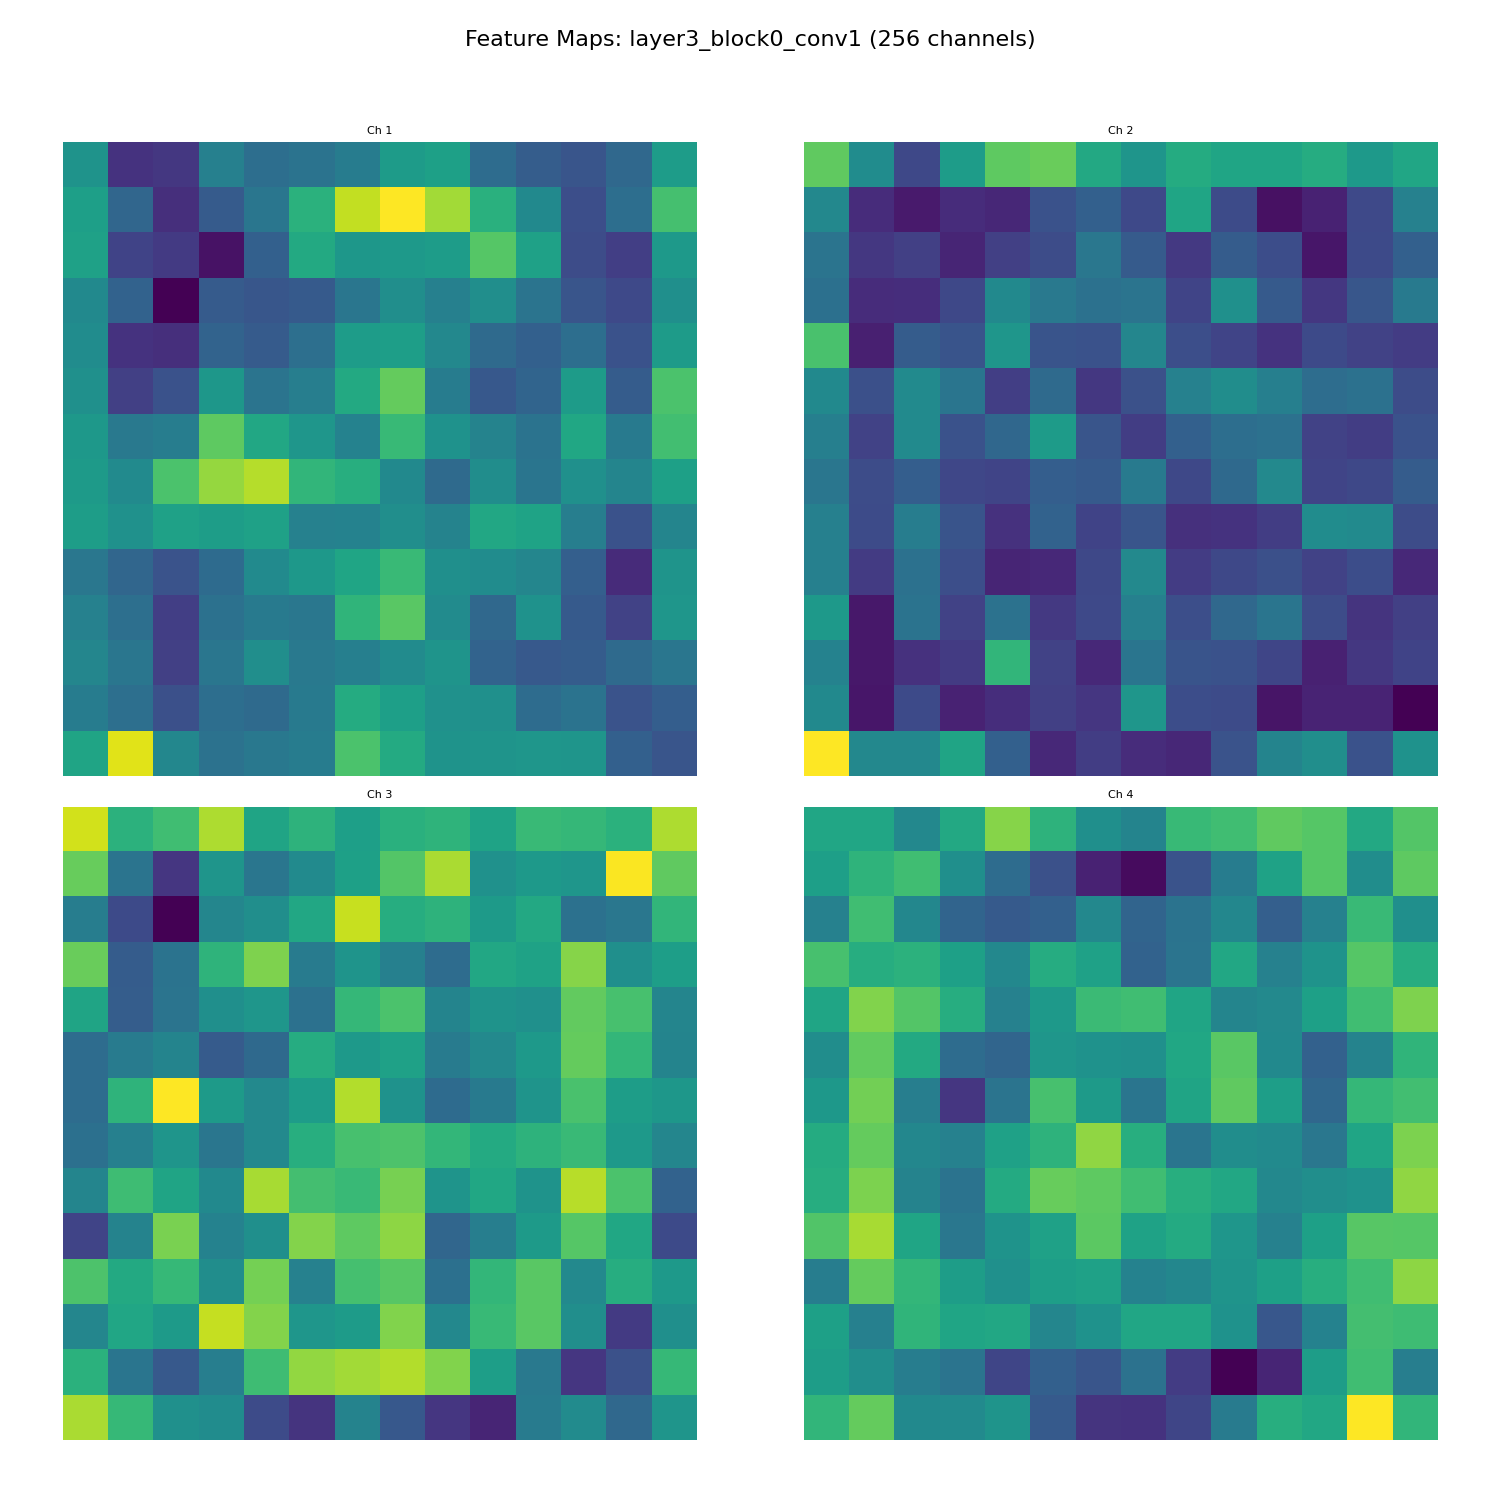 Feature Maps: layer3_block0_conv1 (256 channels)
Ch 1
Ch 2
Ch 3
Ch 4